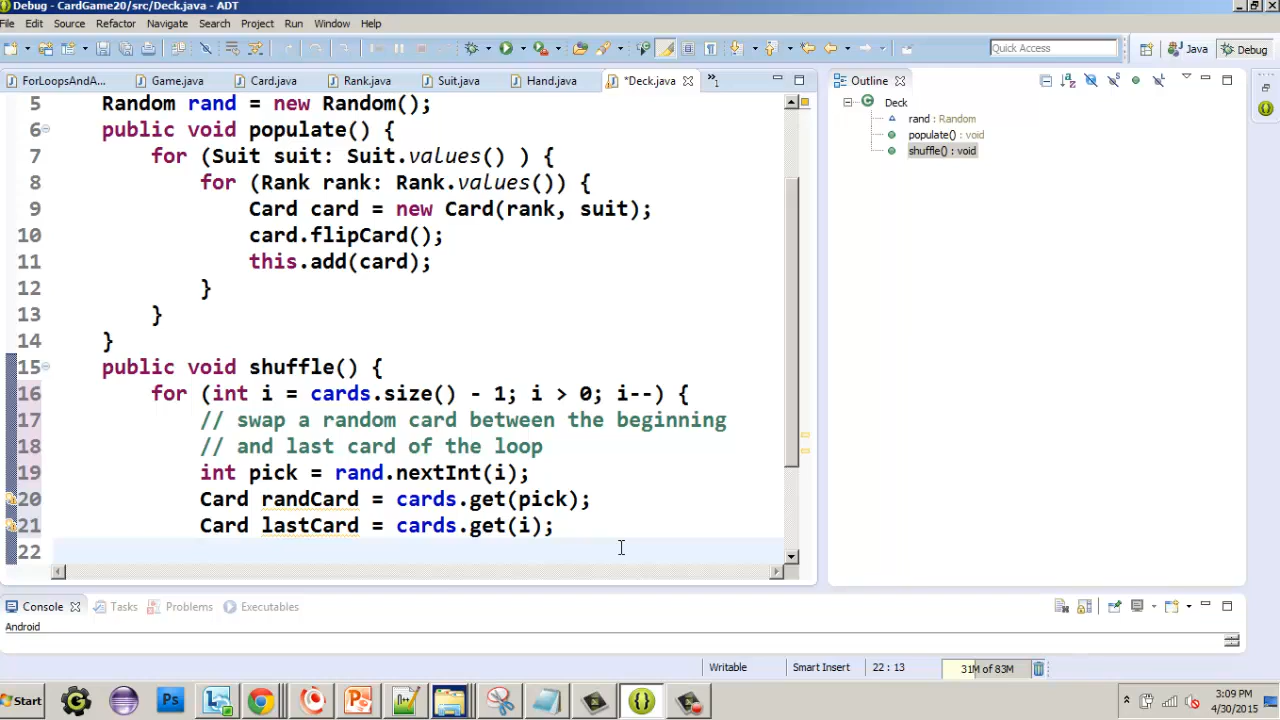 Debug - CardGame20/src/Deck.java - ADT
File Edit Source Refactor Navigate Search Project Run Window Help
Quick Access Java Debug
ForLoopsAndA... Game.java Card.java Rank.java Suit.java Hand.java *Deck.java »1 Outline
5 Random rand = new Random();
6 public void populate() {
7 for (Suit suit: Suit.values() ) {
8 for (Rank rank: Rank.values()) {
9 Card card = new Card(rank, suit);
10 card.flipCard();
11 this.add(card);
12 }
13 }
14 }
15 public void shuffle() {
16 for (int i = cards.size() - 1; i > 0; i--) {
17 // swap a random card between the beginning
18 // and last card of the loop
19 int pick = rand.nextInt(i);
20 Card randCard = cards.get(pick);
21 Card lastCard = cards.get(i);
22
Deck
rand : Random
populate() : void
shuffle() : void
Console Tasks Problems Executables
Android
Writable Smart Insert 22 : 13 31M of 83M
Start Ps 3:09 PM
4/30/2015